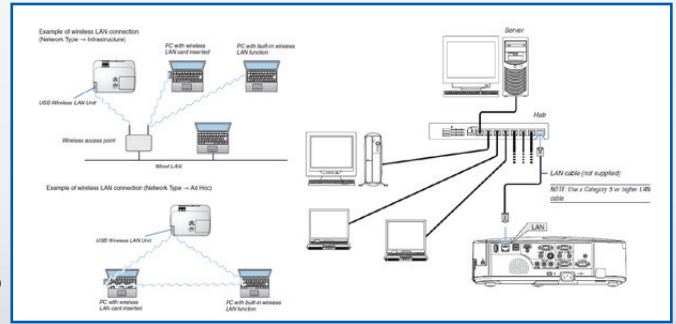 Example of wireless LAN connection
(Network Type → Infrastructure)
PC with wireless
LAN card inserted
PC with built-in wireless
LAN function
USB Wireless LAN Unit
Wireless access point
Wired LAN
Example of wireless LAN connection (Network Type → Ad Hoc)
USB Wireless LAN Unit
PC with wireless
LAN card inserted
PC with built-in wireless
LAN function
Server
Hub
LAN cable (not supplied)
NOTE: Use a Category 5 or higher LAN
cable.
LAN